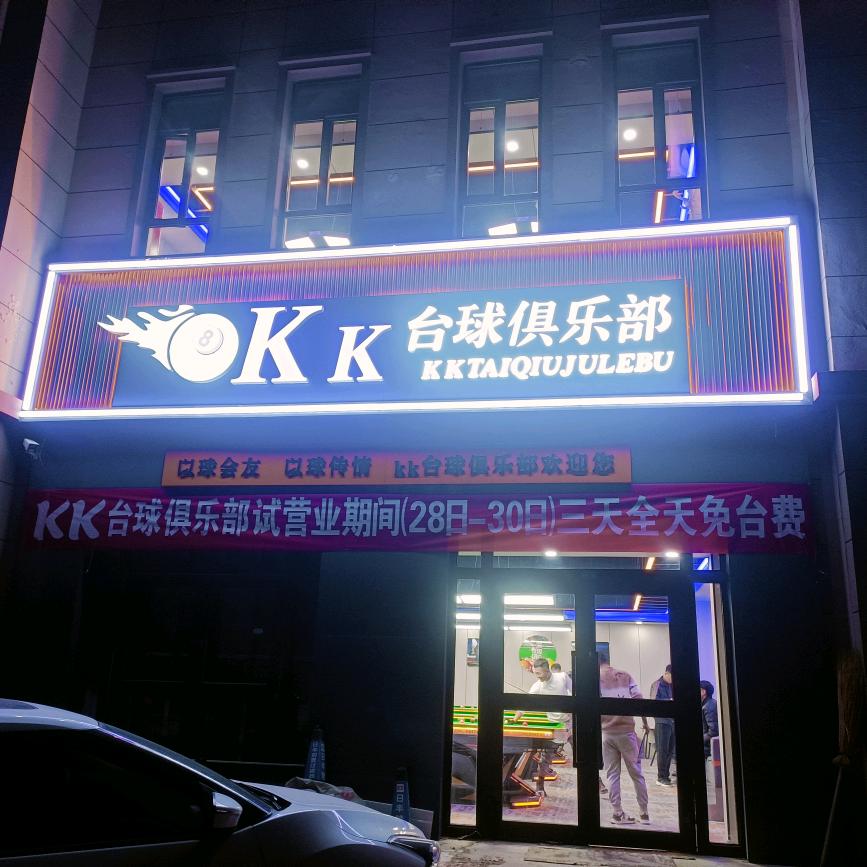 8 KK 台球俱乐部
KKTAIQIUJULEBU
以球会友 以球传情 kk台球俱乐部欢迎您
KK台球俱乐部试营业期间(28日-30日)三天全天免台费